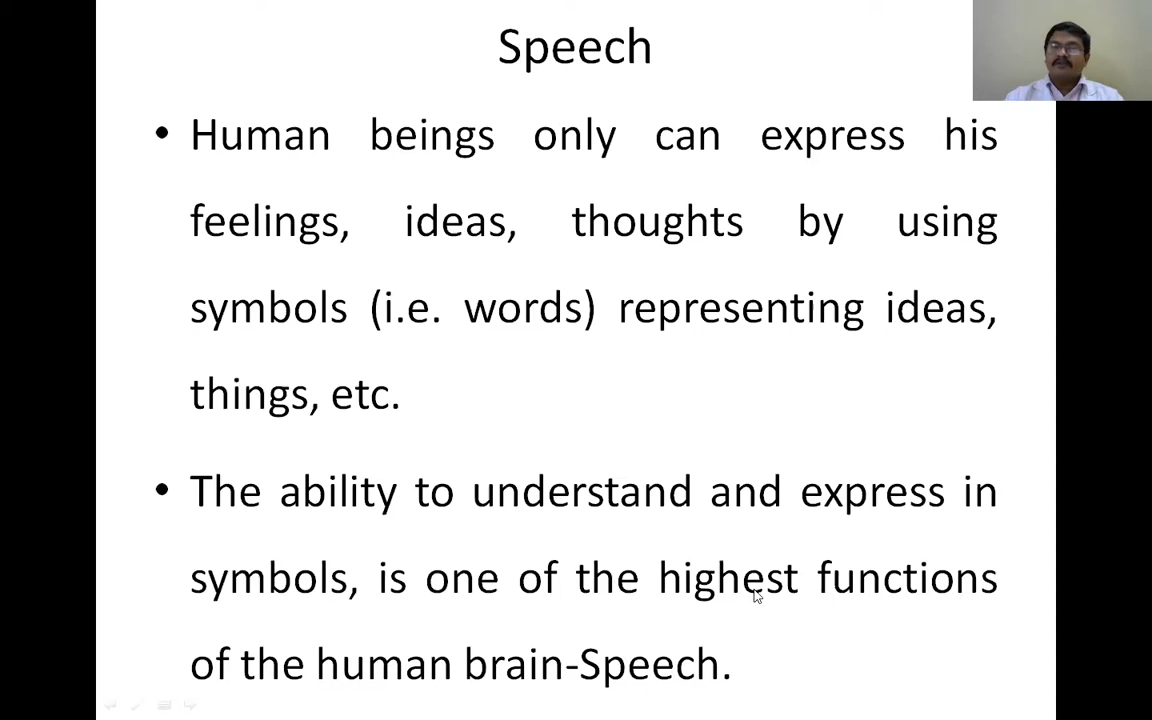 Speech
• Human beings only can express his
feelings, ideas, thoughts by using
symbols (i.e. words) representing ideas,
things, etc.
• The ability to understand and express in
symbols, is one of the highest functions
of the human brain-Speech.